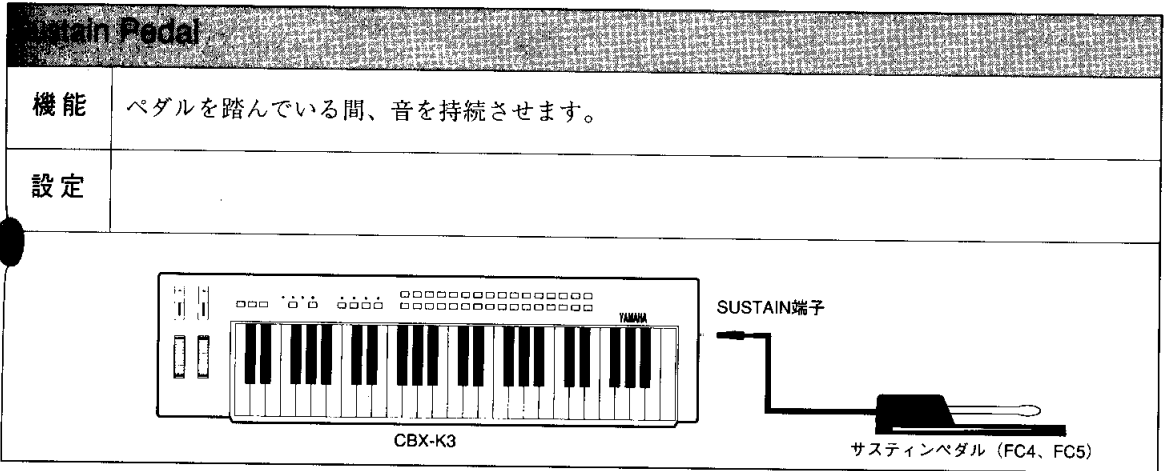 Sustain Pedal
機能
ペダルを踏んでいる間、音を持続させます。
設定
YAMAHA
SUSTAIN端子
CBX-K3
サスティンペダル（FC4、FC5）